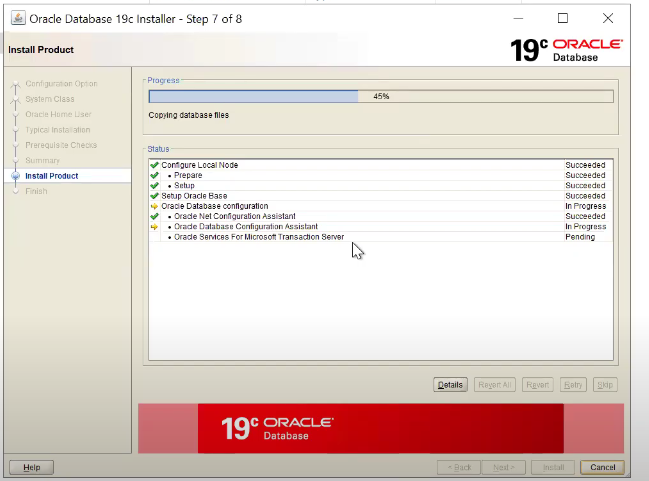 Oracle Database 19c Installer - Step 7 of 8
Install Product
19c ORACLE
Database
Configuration Option
System Class
Oracle Home User
Typical Installation
Prerequisite Checks
Summary
Install Product
Finish
Progress
45%
Copying database files
Status
Configure Local Node Succeeded
• Prepare Succeeded
• Setup Succeeded
Setup Oracle Base Succeeded
Oracle Database configuration In Progress
• Oracle Net Configuration Assistant Succeeded
• Oracle Database Configuration Assistant In Progress
• Oracle Services For Microsoft Transaction Server Pending
Details Revert All Revert Retry Skip
19c ORACLE
Database
Help < Back Next > Install Cancel